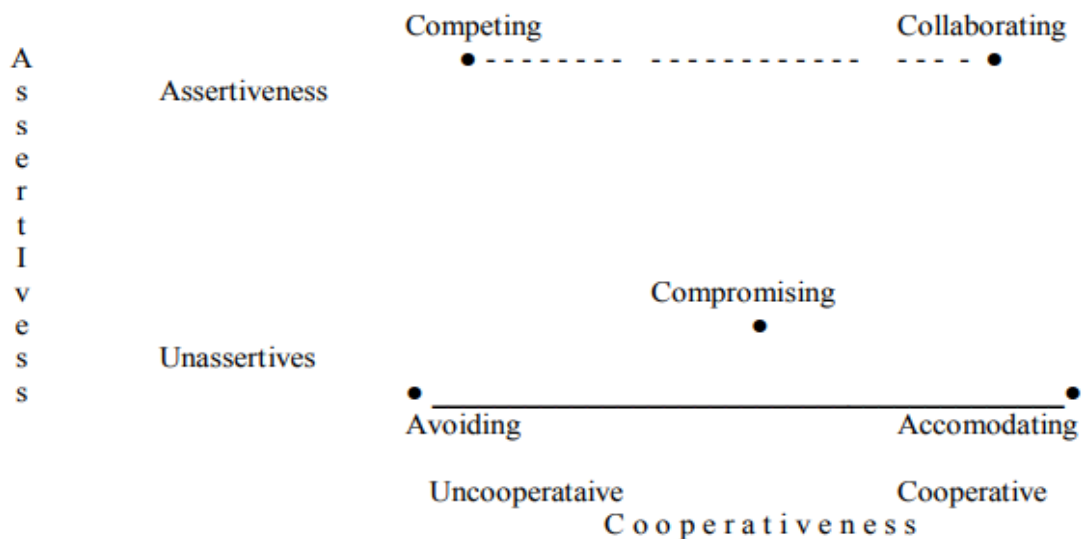 Competing Collaborating
A s s e r t I v e s s
Assertiveness
Compromising
Unassertives
Avoiding Accomodating
Uncooperataive Cooperative
C o o p e r a t i v e n e s s